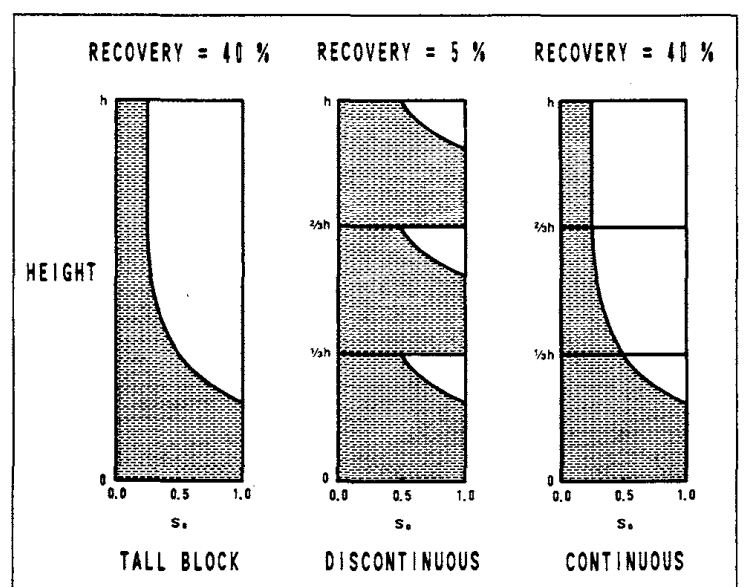 RECOVERY = 40 %
RECOVERY = 5 %
RECOVERY = 40 %
HEIGHT
h
0
0.0 0.5 1.0
So
TALL BLOCK
h
2/3h
1/3h
0
0.0 0.5 1.0
So
DISCONTINUOUS
h
2/3h
1/3h
0
0.0 0.5 1.0
So
CONTINUOUS